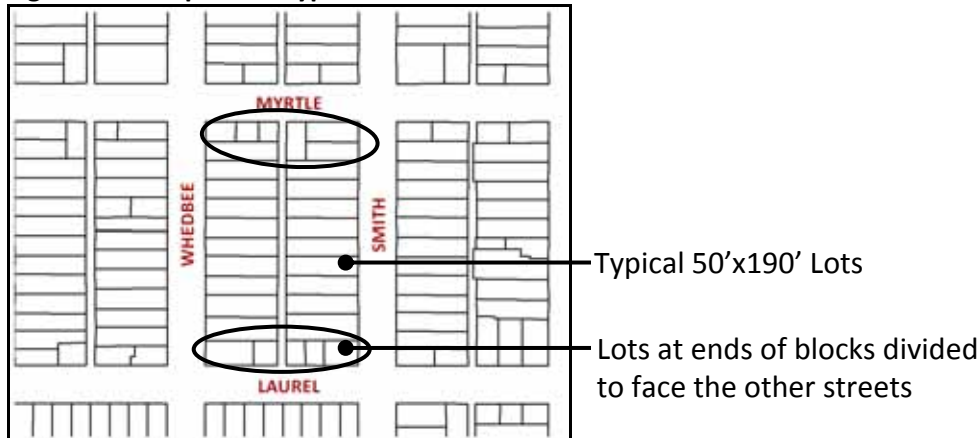 MYRTLE
WHEDBEE
SMITH
Typical 50’x190’ Lots
Lots at ends of blocks divided
to face the other streets
LAUREL